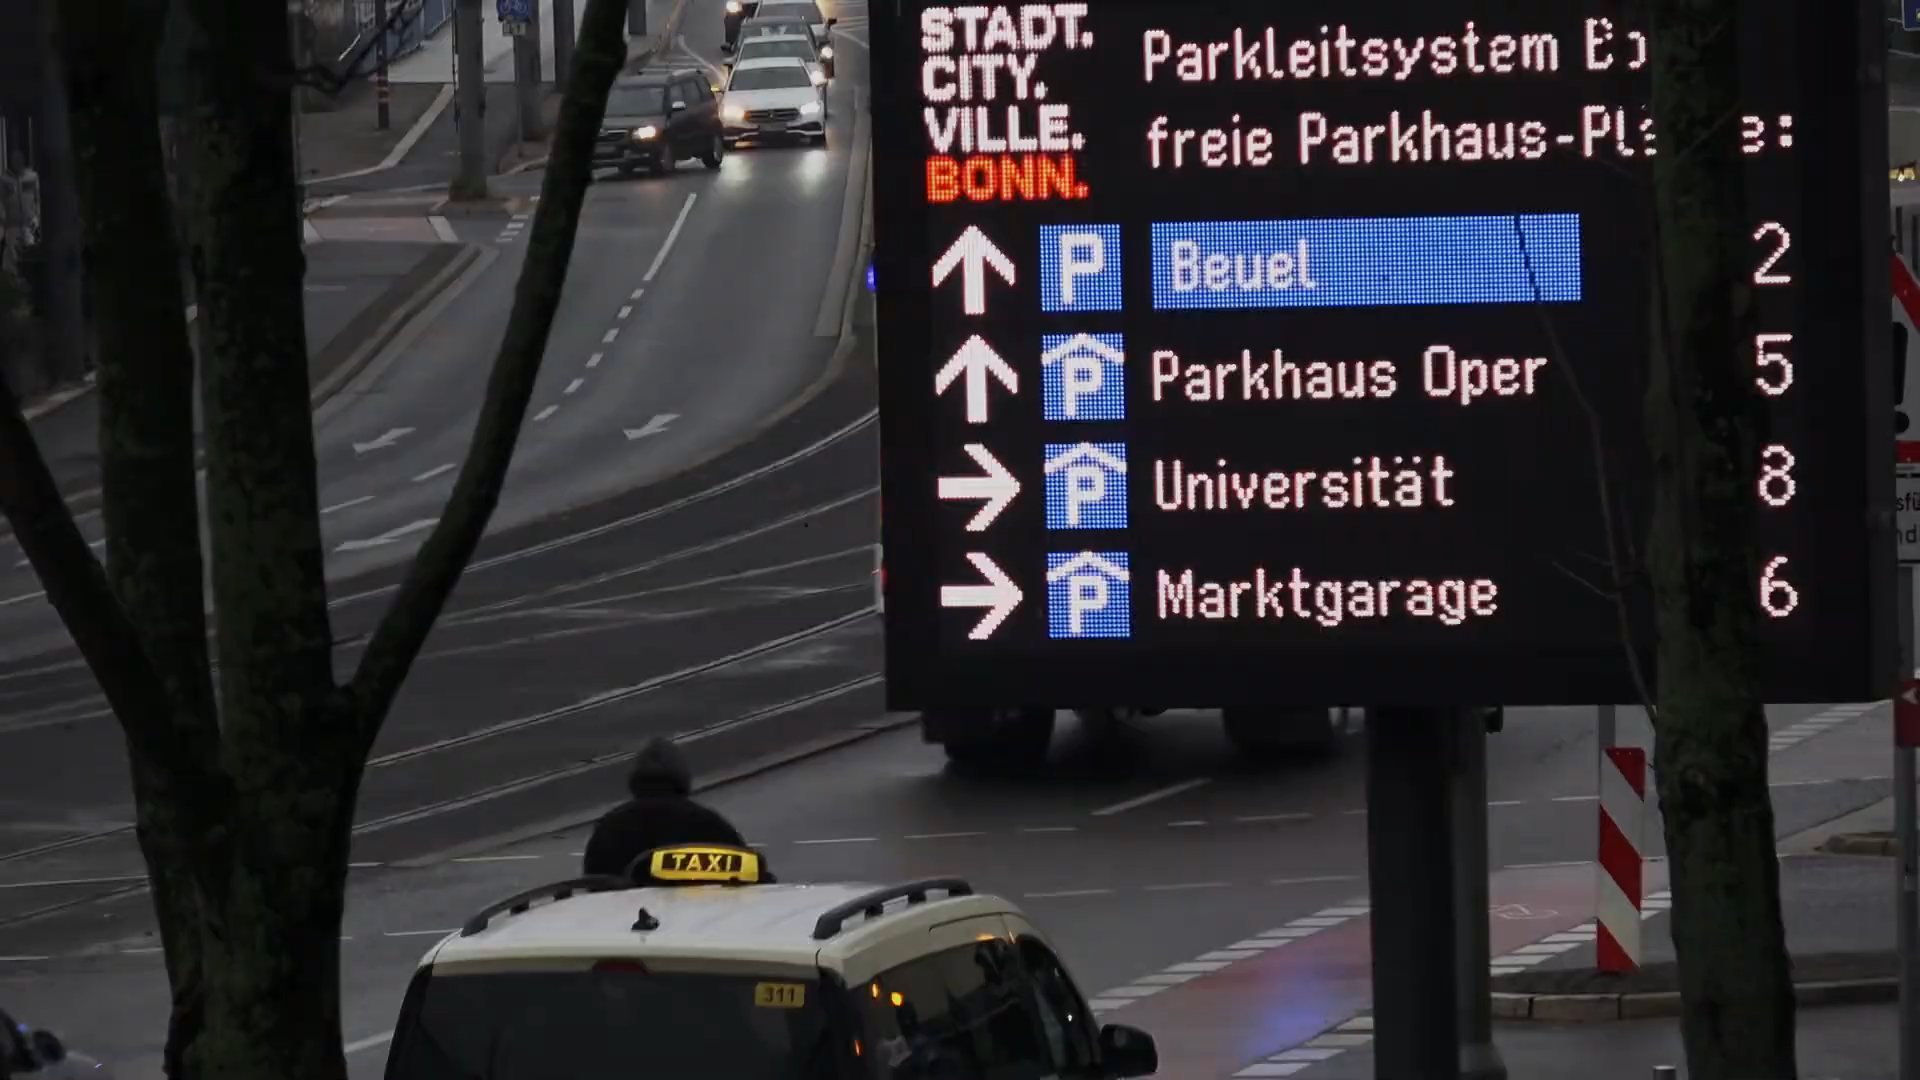 STADT.
CITY.
VILLE.
BONN.
Parkleitsystem
freie Parkhaus-
P Beuel 2
P Parkhaus Oper 5
P Universität 8
P Marktgarage 6
TAXI
311